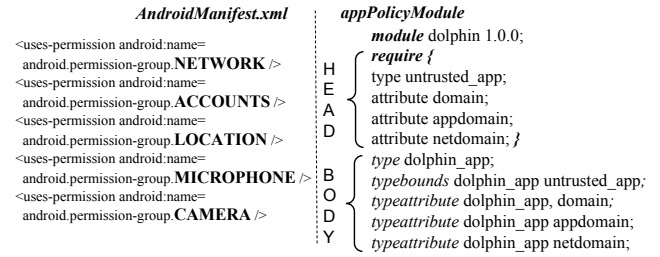 AndroidManifest.xml
<uses-permission android:name=
android.permission-group.NETWORK />
<uses-permission android:name=
android.permission-group.ACCOUNTS />
<uses-permission android:name=
android.permission-group.LOCATION />
<uses-permission android:name=
android.permission-group.MICROPHONE />
<uses-permission android:name=
android.permission-group.CAMERA />
appPolicyModule
module dolphin 1.0.0;
HEAD
require {
type untrusted_app;
attribute domain;
attribute appdomain;
attribute netdomain; }
BODY
type dolphin_app;
typebounds dolphin_app untrusted_app;
typeattribute dolphin_app, domain;
typeattribute dolphin_app appdomain;
typeattribute dolphin_app netdomain;